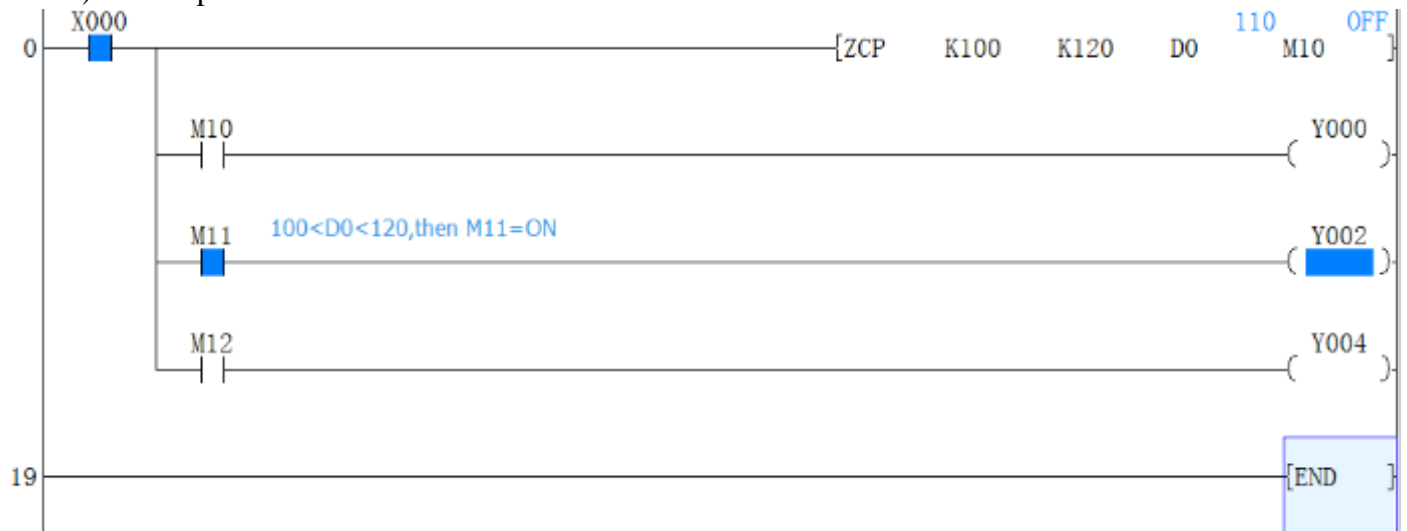 X000 110 OFF
0 [ZCP K100 K120 D0 M10 ]
M10 Y000
( )
M11 100<D0<120,then M11=ON Y002
( )
M12 Y004
( )
19 [END ]